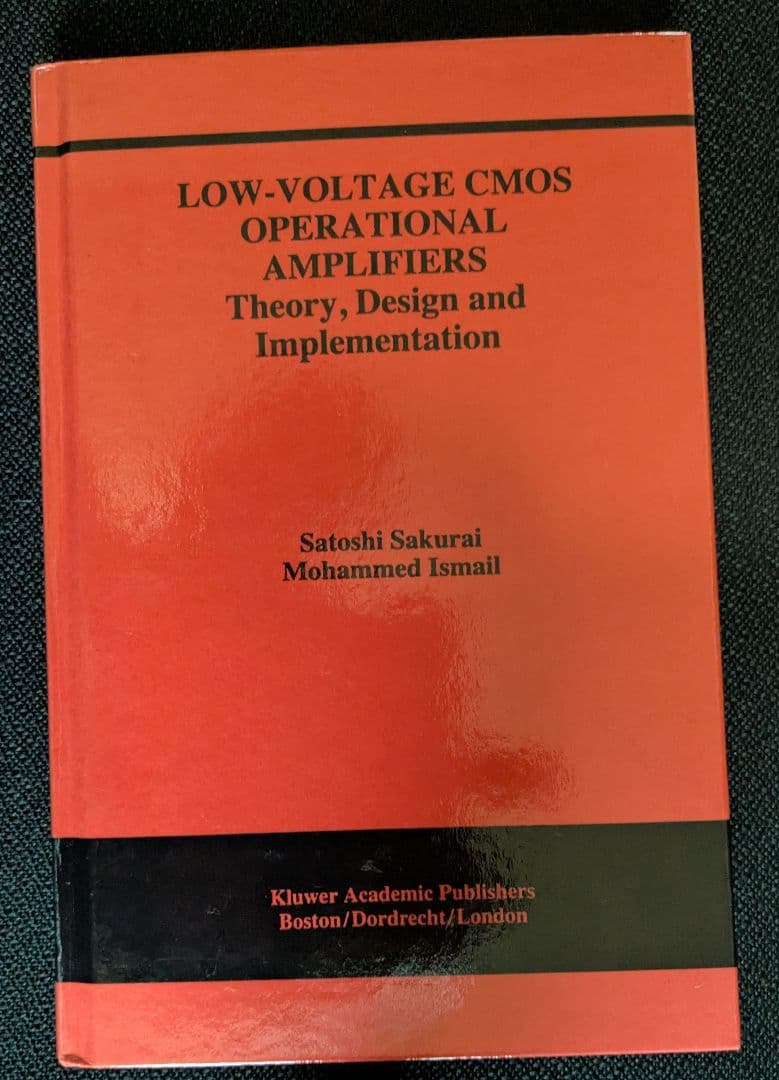 LOW-VOLTAGE CMOS
OPERATIONAL
AMPLIFIERS
Theory, Design and
Implementation
Satoshi Sakurai
Mohammed Ismail
Kluwer Academic Publishers
Boston/Dordrecht/London